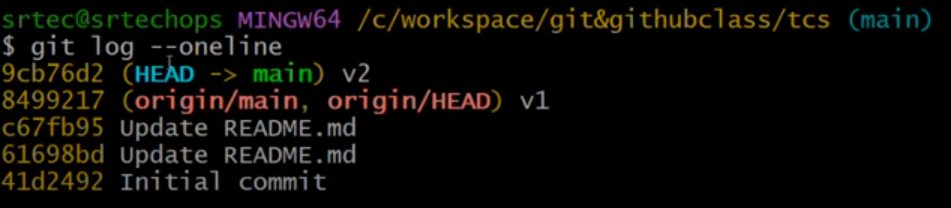 srtec@srtechops MINGW64 /c/workspace/git&githubclass/tcs (main)
$ git log --oneline
9cb76d2 (HEAD -> main) v2
8499217 (origin/main, origin/HEAD) v1
c67fb95 Update README.md
61698bd Update README.md
41d2492 Initial commit